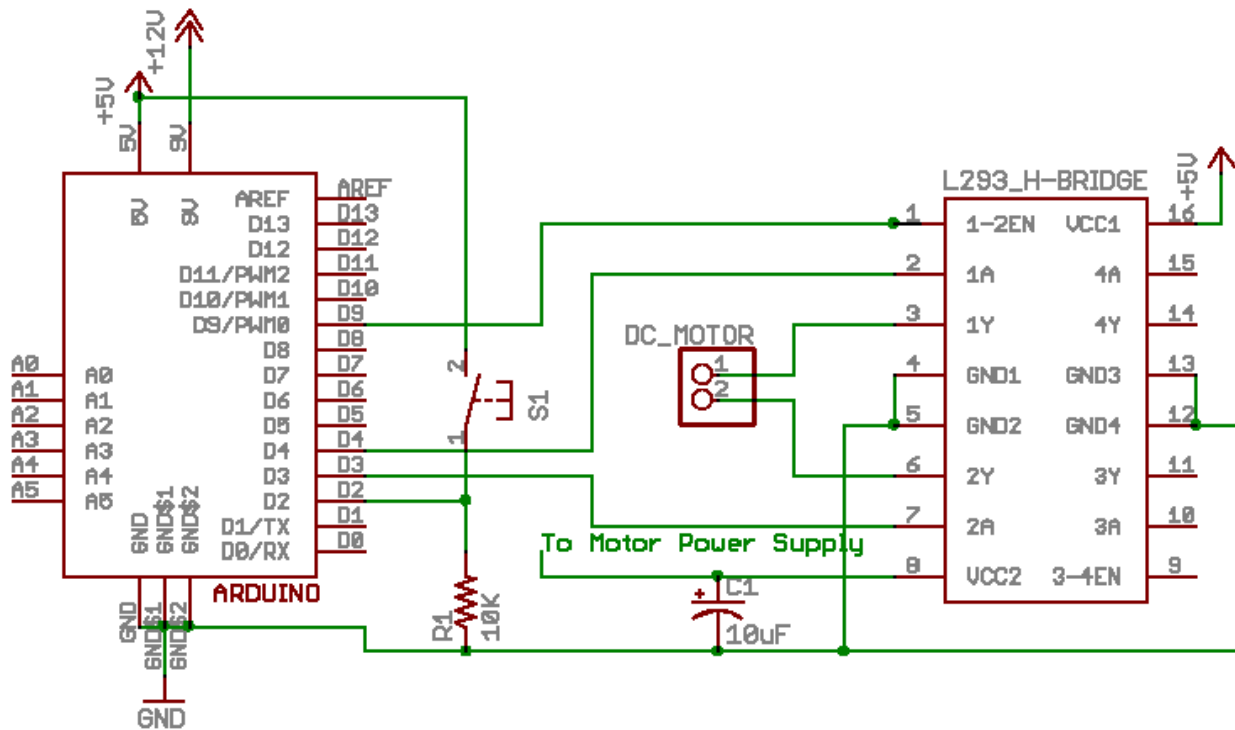 +12V
+5V
5V
9V
5V
9V
AREF
AREF
D13
D13
D12
D12
D11/PWM2
D11
D10/PWM1
D10
D9/PWM0
D9
D8
D8
D7
D7
D6
D6
D5
D5
D4
D4
D3
D3
D2
D2
D1/TX
D1
D0/RX
D0
A0
A0
A1
A1
A2
A2
A3
A3
A4
A4
A5
A5
GND
GND$1
GND$2
ARDUINO
GND
GND$1
GND$2
GND
2
1
S1
R1
10K
DC_MOTOR
1
2
To Motor Power Supply
+
C1
10uF
L293_H-BRIDGE
+5V
1
1-2EN
VCC1
16
2
1A
4A
15
3
1Y
4Y
14
4
GND1
GND3
13
5
GND2
GND4
12
6
2Y
3Y
11
7
2A
3A
10
8
VCC2
3-4EN
9